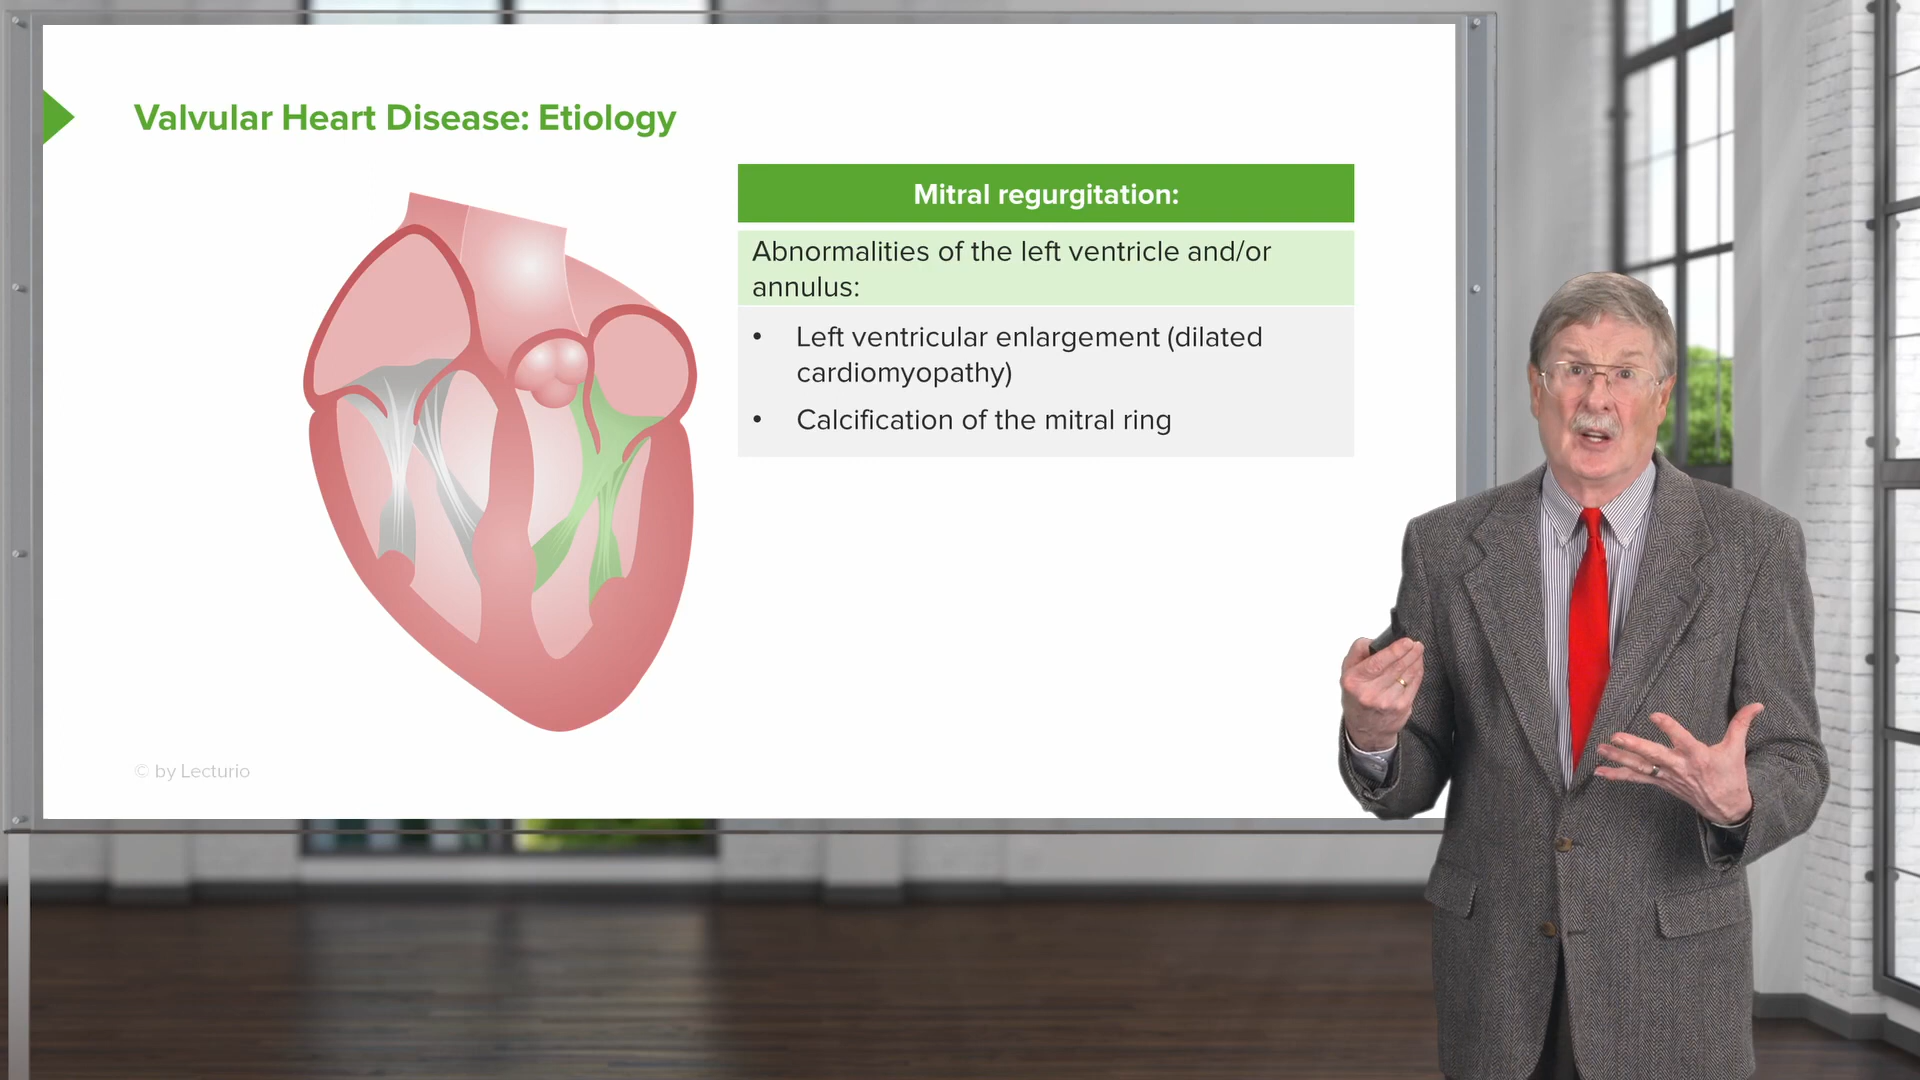 Valvular Heart Disease: Etiology
Mitral regurgitation:
Abnormalities of the left ventricle and/or
annulus:
• Left ventricular enlargement (dilated
cardiomyopathy)
• Calcification of the mitral ring
© by Lecturio